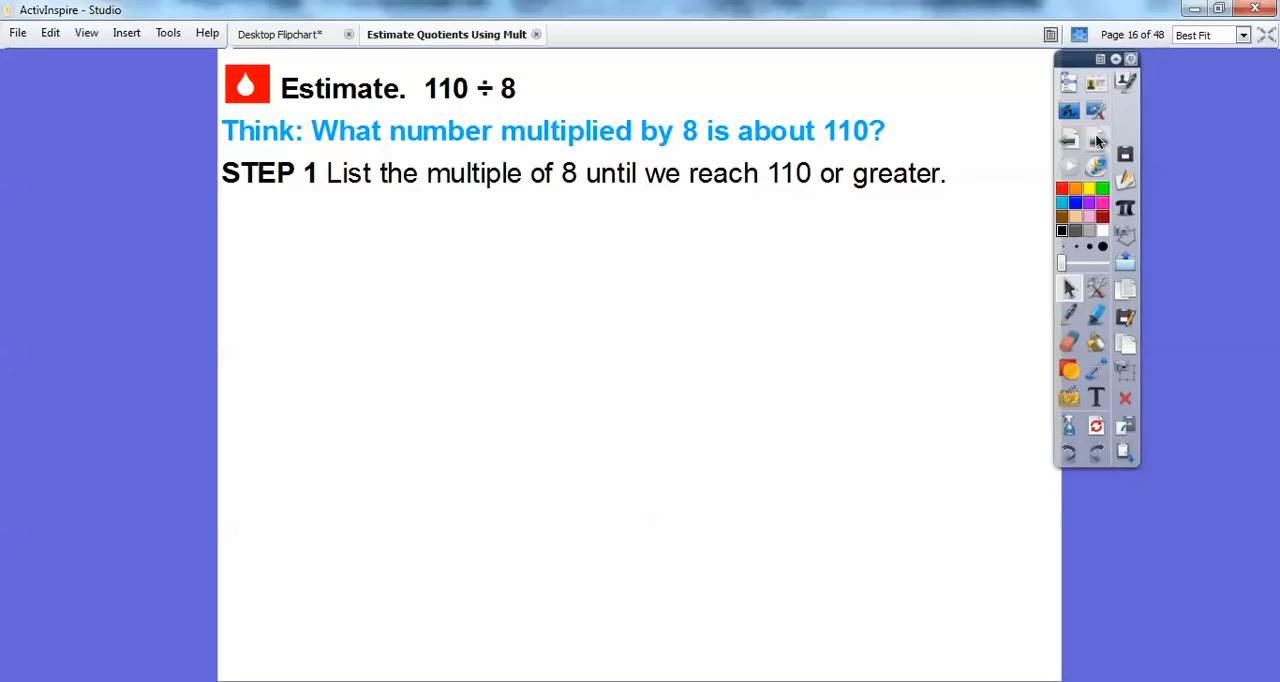 ActivInspire - Studio
File Edit View Insert Tools Help
Desktop Flipchart* Estimate Quotients Using Mult Page 16 of 48 Best Fit
Estimate. 110 ÷ 8
Think: What number multiplied by 8 is about 110?
STEP 1 List the multiple of 8 until we reach 110 or greater.